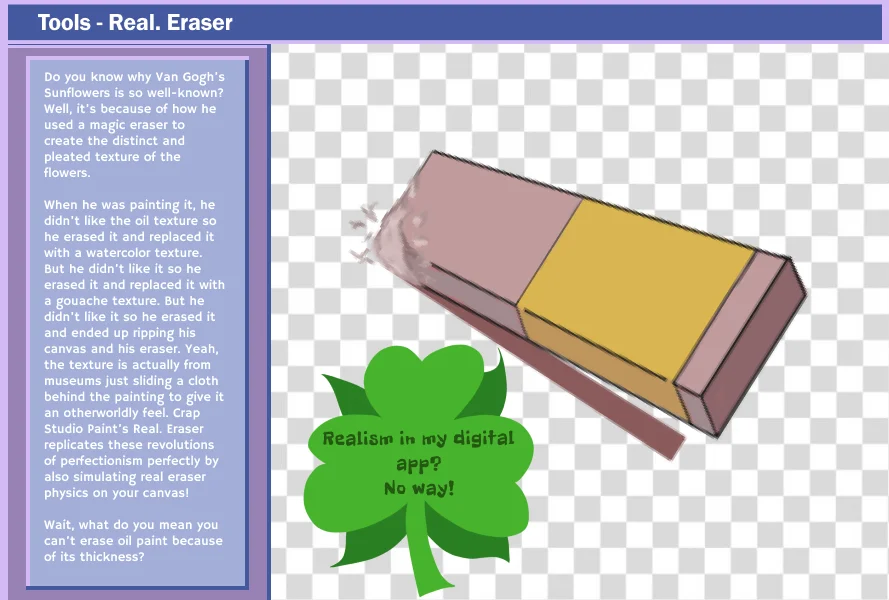 Tools - Real. Eraser
Do you know why Van Gogh's
Sunflowers is so well-known?
Well, it's because of how he
used a magic eraser to
create the distinct and
pleated texture of the
flowers.
When he was painting it, he
didn't like the oil texture so
he erased it and replaced it
with a watercolor texture.
But he didn't like it so he
erased it and replaced it with
a gouache texture. But he
didn't like it so he erased it
and ended up ripping his
canvas and his eraser. Yeah,
the texture is actually from
museums just sliding a cloth
behind the painting to give it
an otherworldly feel. Crap
Studio Paint's Real. Eraser
replicates these revolutions
of perfectionism perfectly by
also simulating real eraser
physics on your canvas!
Wait, what do you mean you
can't erase oil paint because
of its thickness?
Realism in my digital
app?
No way!